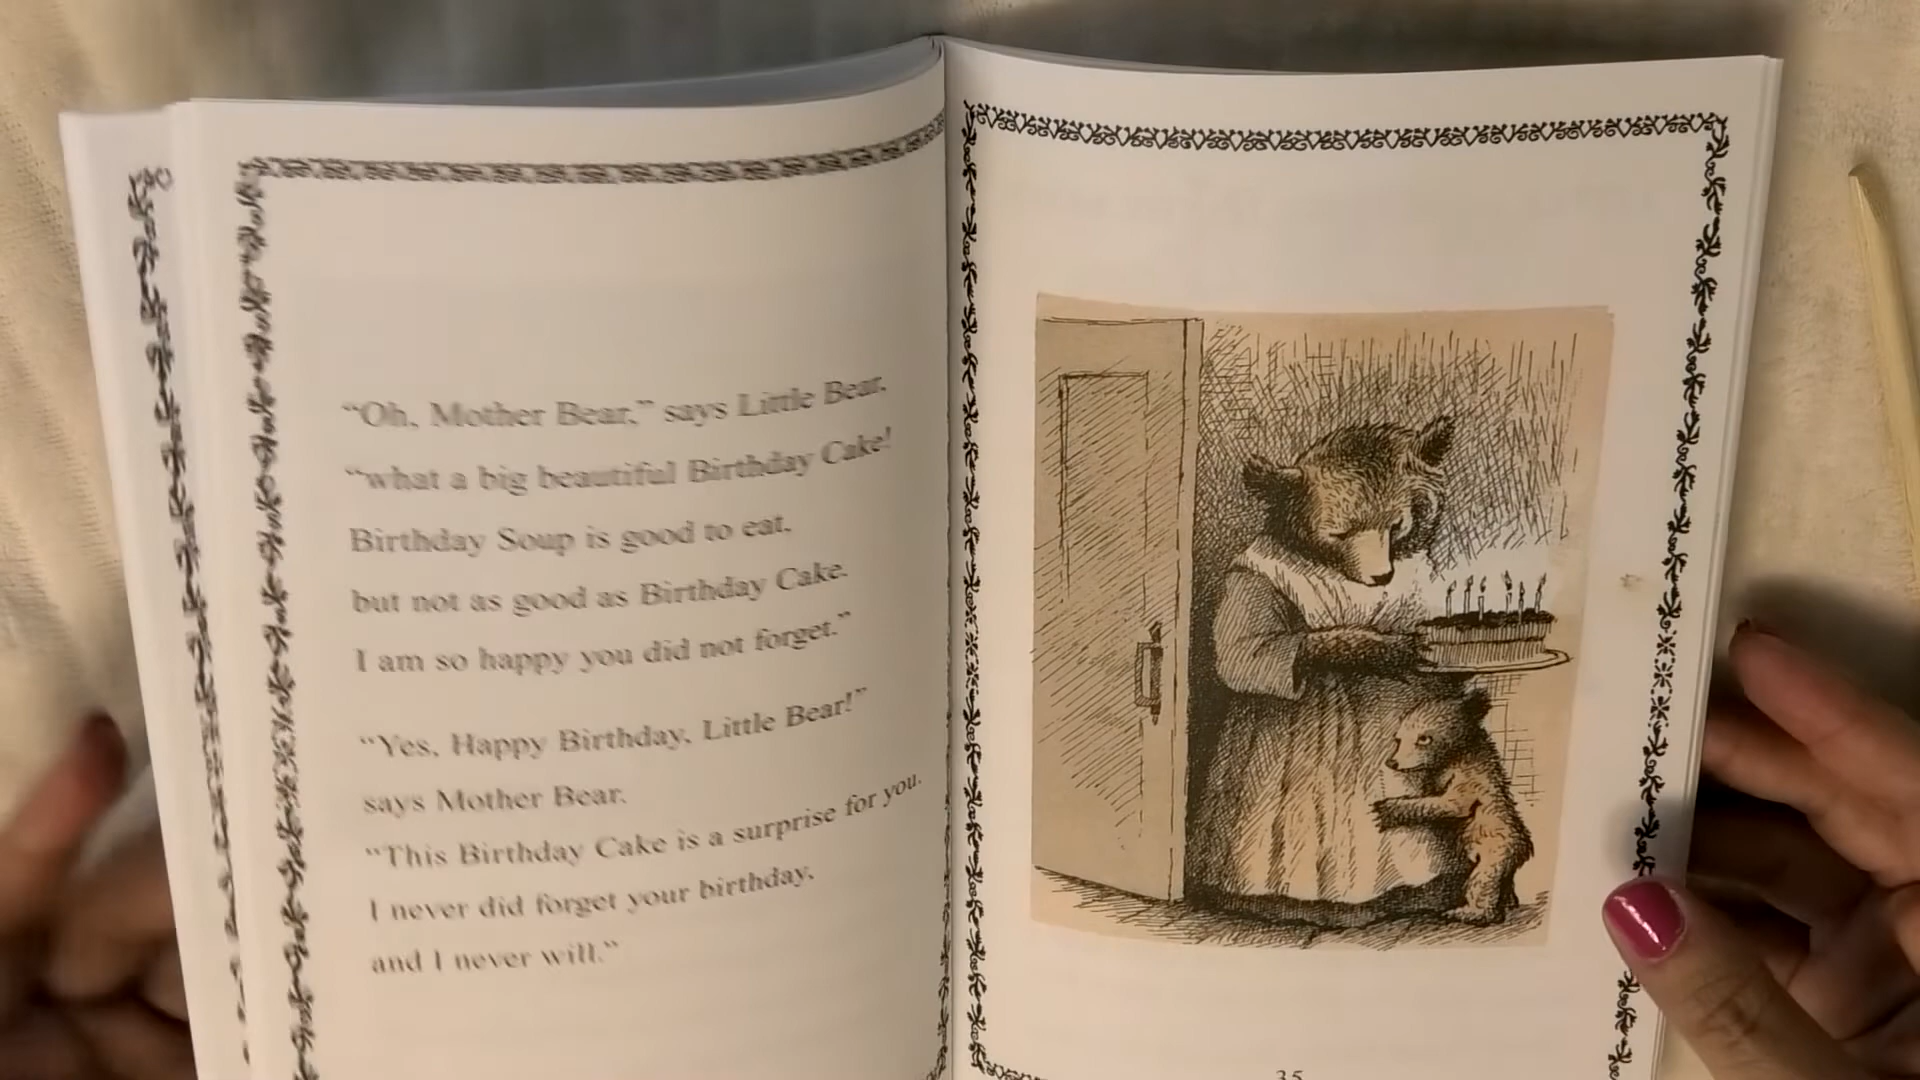 “Oh, Mother Bear,” says Little Bear,
“what a big beautiful Birthday Cake!
Birthday Soup is good to eat,
but not as good as Birthday Cake.
I am so happy you did not forget.”
“Yes, Happy Birthday, Little Bear!”
says Mother Bear.
“This Birthday Cake is a surprise for you.
I never did forget your birthday,
and I never will.”
35